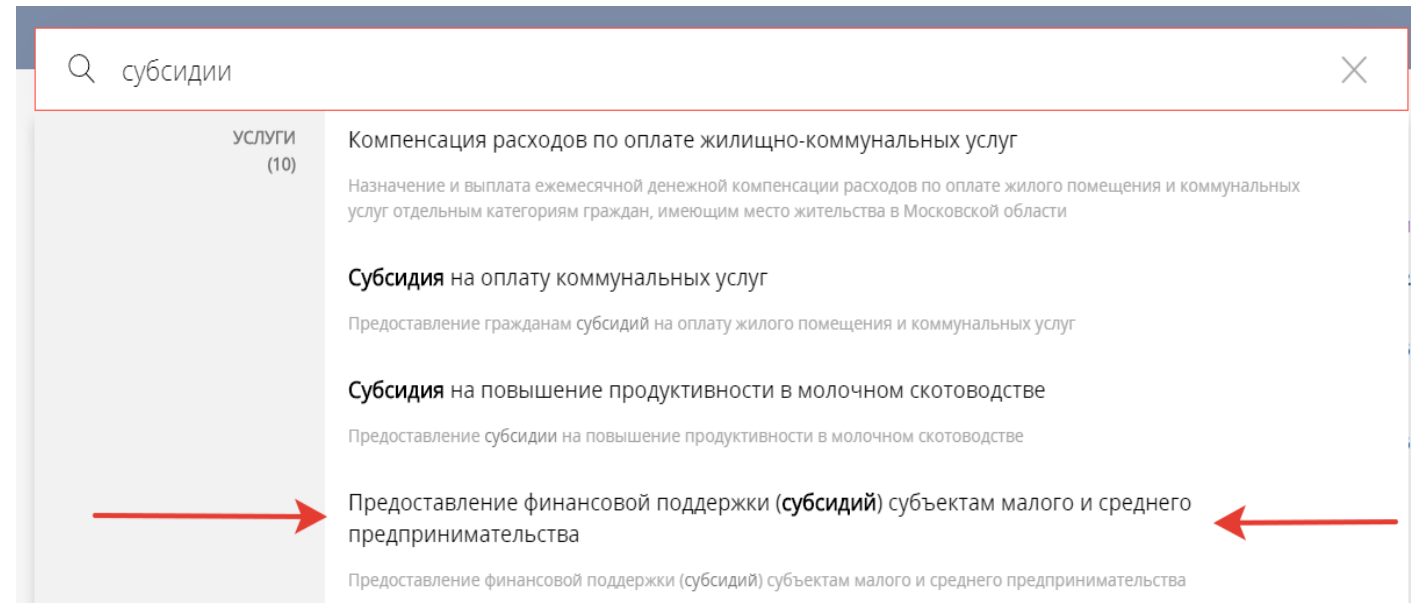 субсидии
УСЛУГИ
(10)
Компенсация расходов по оплате жилищно-коммунальных услуг
Назначение и выплата ежемесячной денежной компенсации расходов по оплате жилого помещения и коммунальных
услуг отдельным категориям граждан, имеющим место жительства в Московской области
Субсидия на оплату коммунальных услуг
Предоставление гражданам субсидий на оплату жилого помещения и коммунальных услуг
Субсидия на повышение продуктивности в молочном скотоводстве
Предоставление субсидии на повышение продуктивности в молочном скотоводстве
Предоставление финансовой поддержки (субсидий) субъектам малого и среднего
предпринимательства
Предоставление финансовой поддержки (субсидий) субъектам малого и среднего предпринимательства